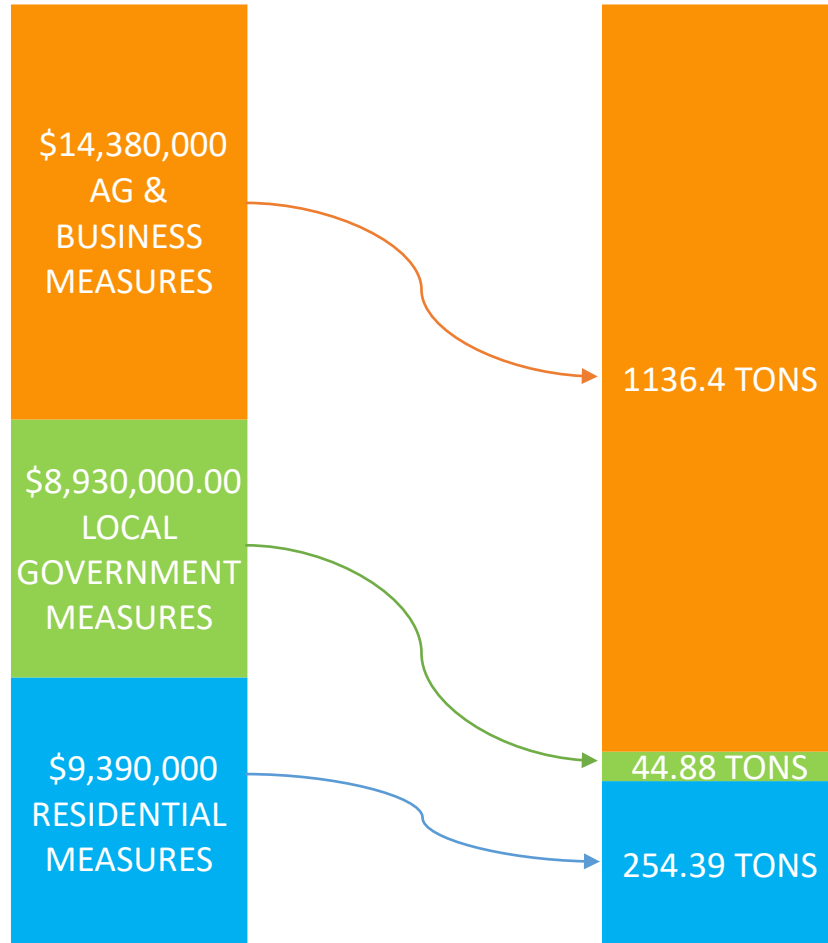 $14,380,000
AG &
BUSINESS
MEASURES
1136.4 TONS
$8,930,000.00
LOCAL
GOVERNMENT
MEASURES
44.88 TONS
$9,390,000
RESIDENTIAL
MEASURES
254.39 TONS